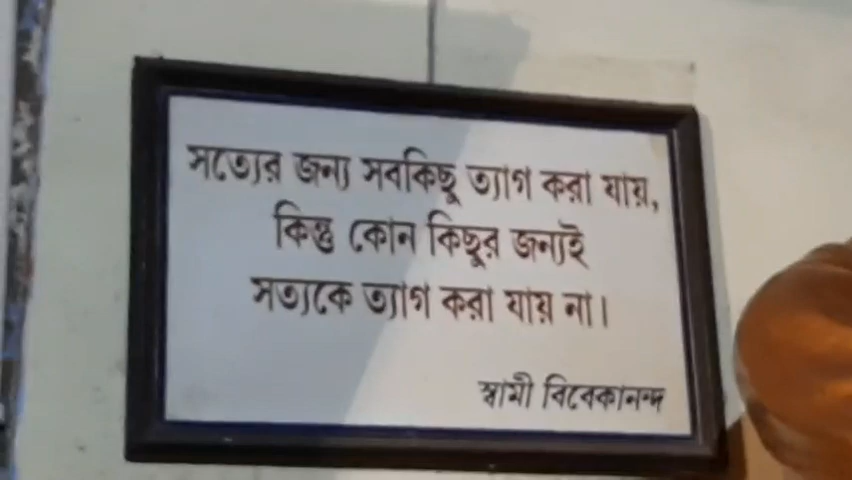 সত্যের জন্য সবকিছু ত্যাগ করা যায়,
কিন্তু কোন কিছুর জন্যই
সত্যকে ত্যাগ করা যায় না।
স্বামী বিবেকানন্দ